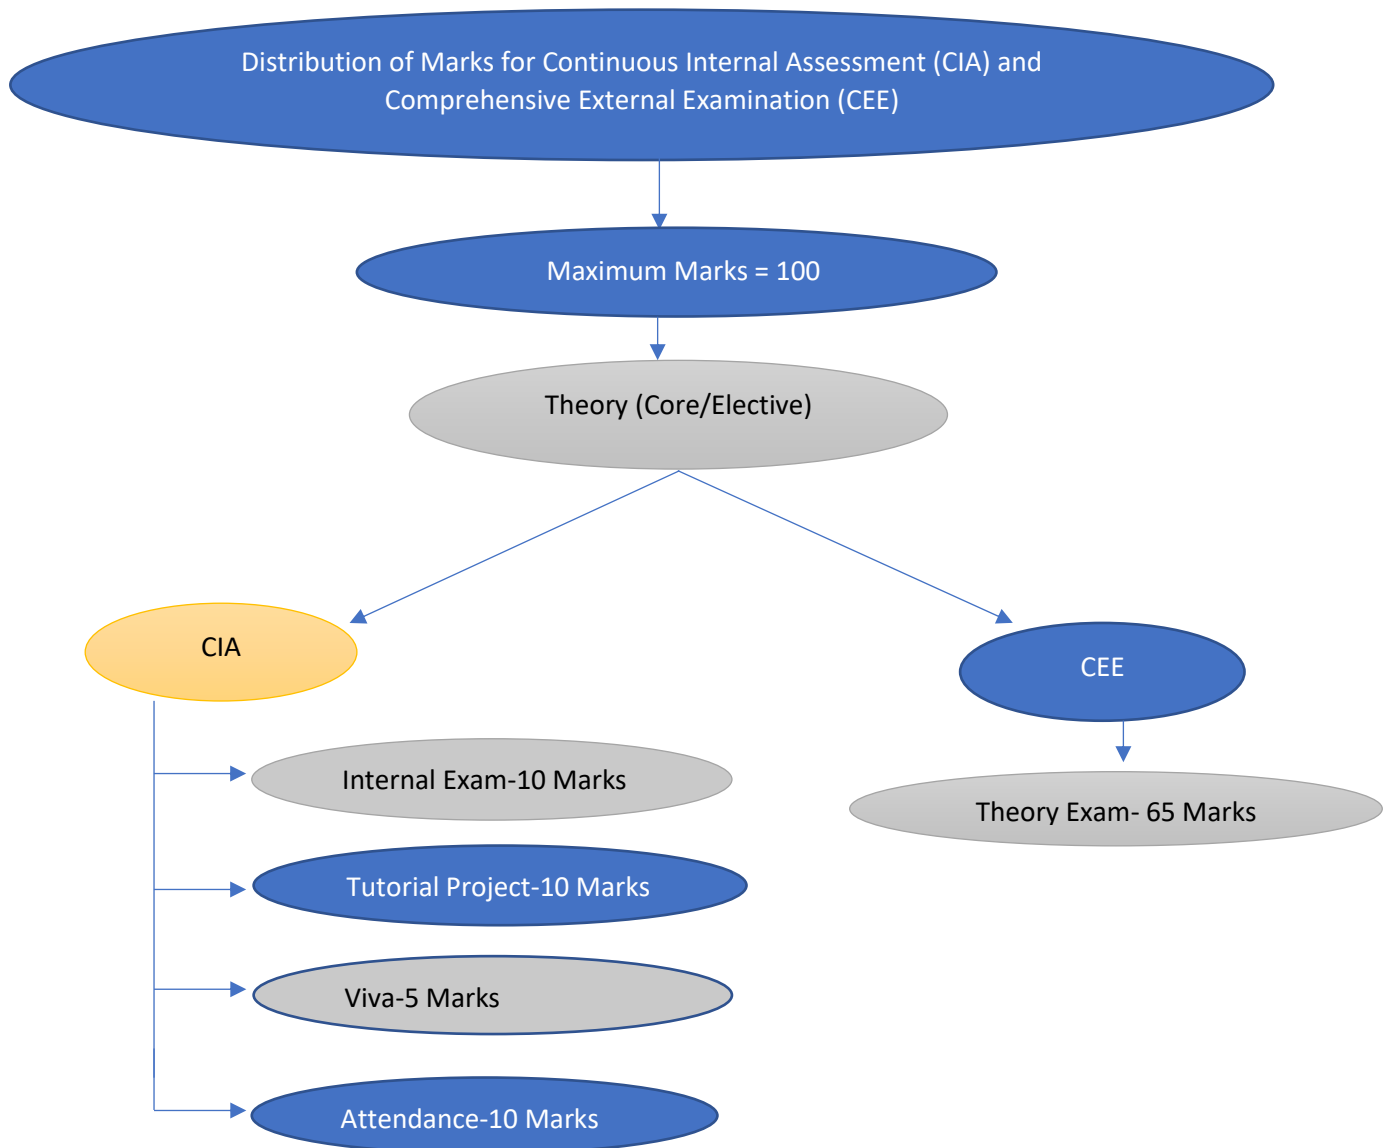 Distribution of Marks for Continuous Internal Assessment (CIA) and
Comprehensive External Examination (CEE)
Maximum Marks = 100
Theory (Core/Elective)
CIA
CEE
Internal Exam-10 Marks
Theory Exam- 65 Marks
Tutorial Project-10 Marks
Viva-5 Marks
Attendance-10 Marks